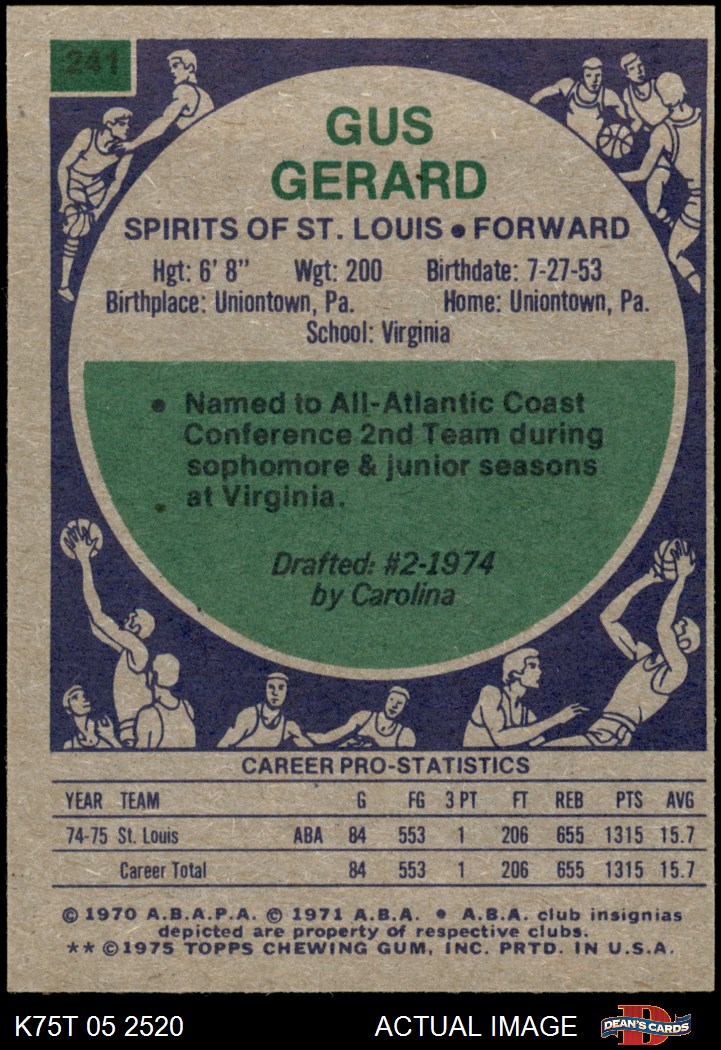 241
GUS
GERARD
SPIRITS OF ST. LOUIS • FORWARD
Hgt: 6' 8" Wgt: 200 Birthdate: 7-27-53
Birthplace: Uniontown, Pa. Home: Uniontown, Pa.
School: Virginia
• Named to All-Atlantic Coast
Conference 2nd Team during
sophomore & junior seasons
at Virginia.
Drafted: #2-1974
by Carolina
CAREER PRO-STATISTICS
YEAR TEAM G FG 3 PT FT REB PTS AVG
74-75 St. Louis ABA 84 553 1 206 655 1315 15.7
Career Total 84 553 1 206 655 1315 15.7
© 1970 A.B.A.P.A. © 1971 A.B.A. • A.B.A. club insignias
depicted are property of respective clubs.
** ©1975 TOPPS CHEWING GUM, INC. PRTD. IN U.S.A.
K75T 05 2520 ACTUAL IMAGE DEAN'S CARDS